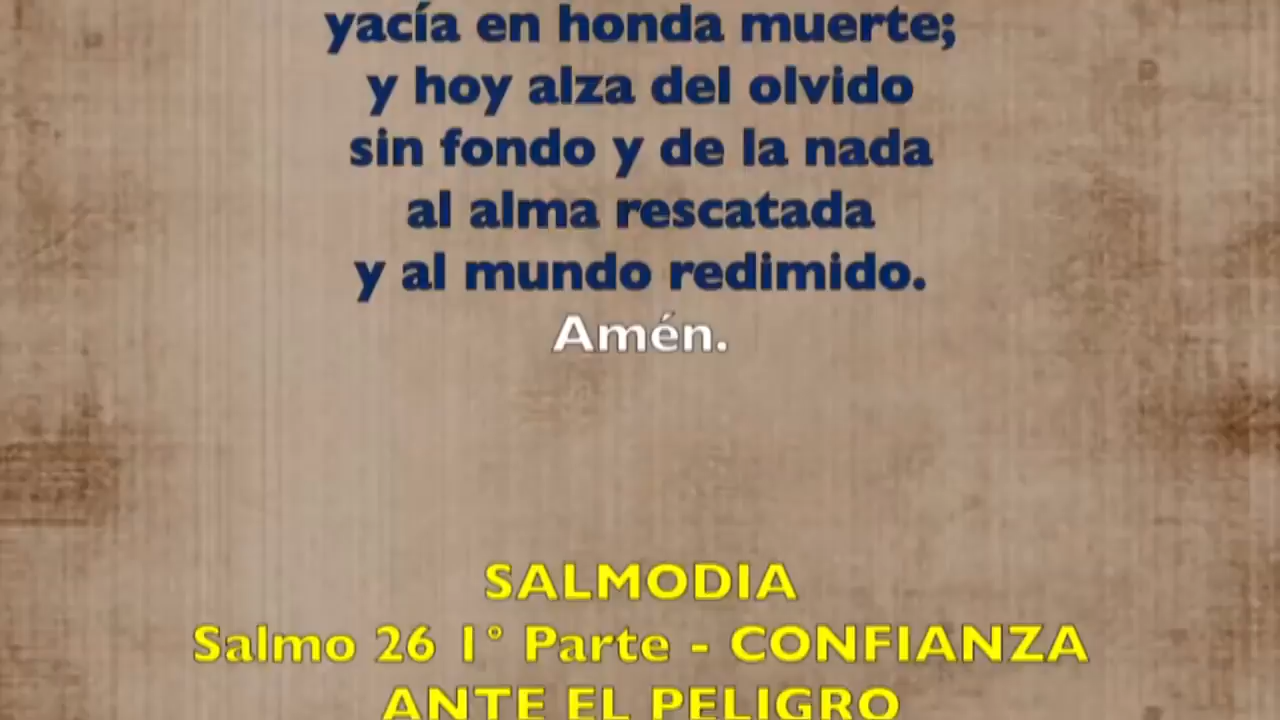 yacía en honda muerte;
y hoy alza del olvido
sin fondo y de la nada
al alma rescatada
y al mundo redimido.
Amén.
SALMODIA
Salmo 26 1° Parte - CONFIANZA
ANTE EL PELIGRO